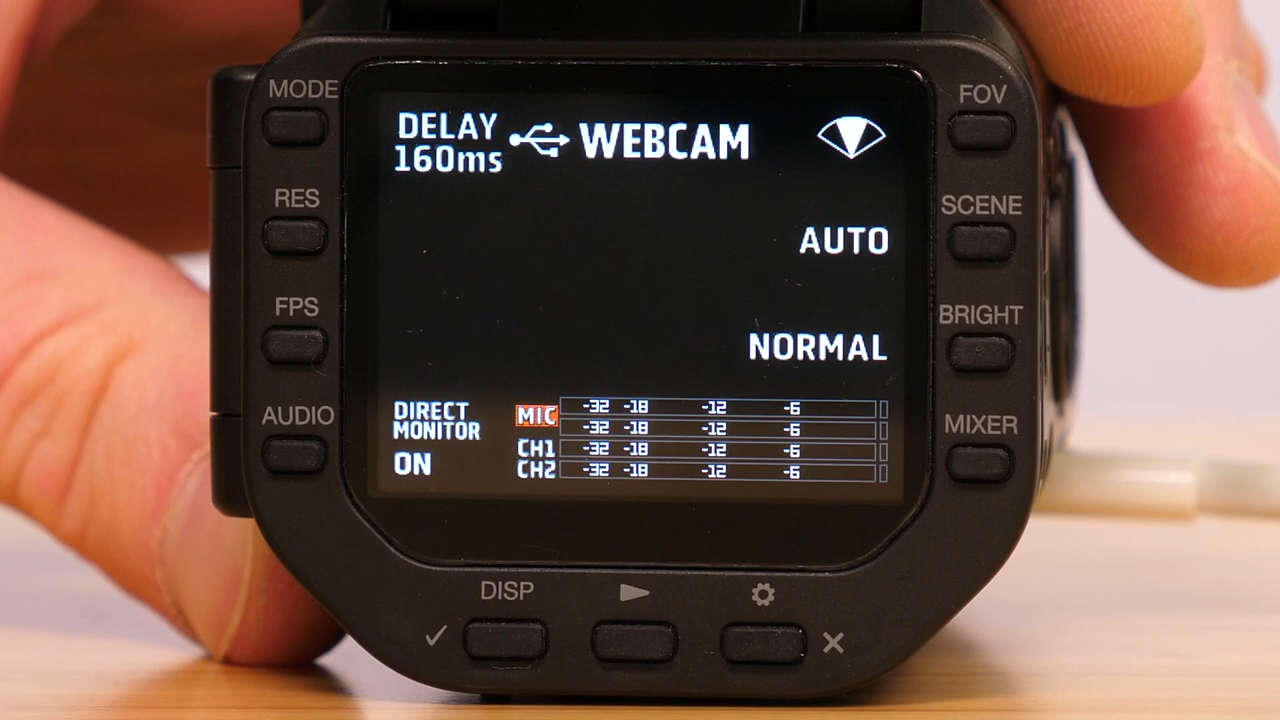 MODE
RES
FPS
AUDIO
DELAY
160ms
WEBCAM
AUTO
NORMAL
DIRECT
MONITOR
ON
MIC -32 -18 -12 -6
-32 -18 -12 -6
CH1 -32 -18 -12 -6
CH2 -32 -18 -12 -6
FOV
SCENE
BRIGHT
MIXER
DISP